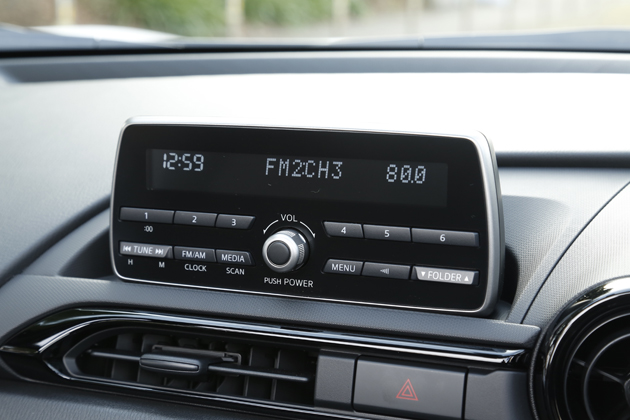 12:59 FM2CH3 80.0
1 2 3 VOL 4 5 6
:00
⏮ TUNE ⏭ FM/AM MEDIA MENU ▼ FOLDER ▲
H M CLOCK SCAN
PUSH POWER